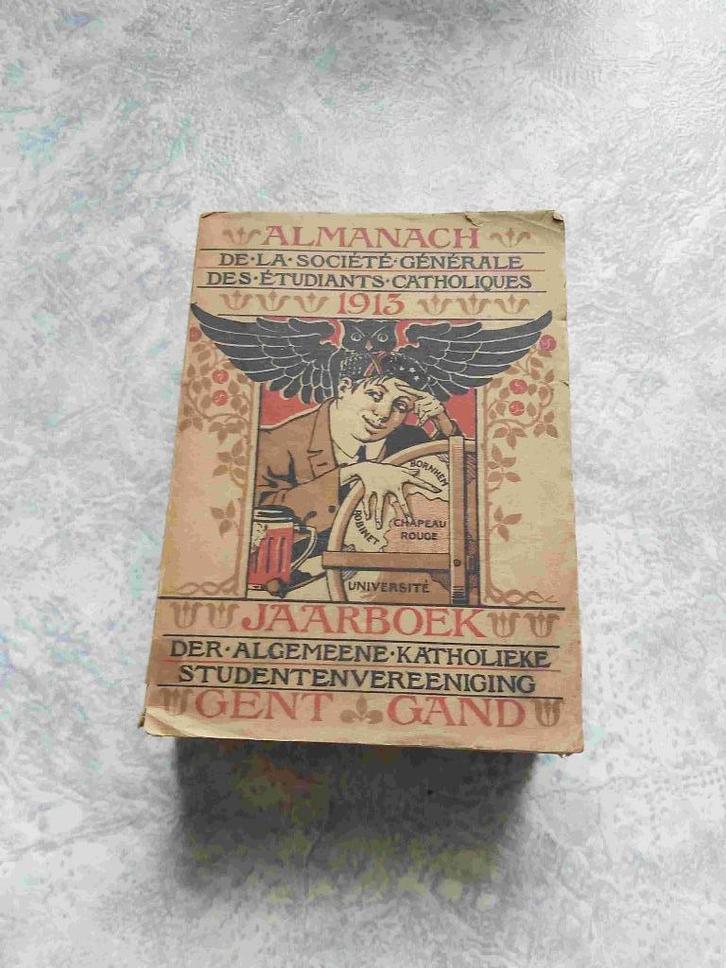 ALMANACH
DE·LA·SOCIÉTÉ·GÉNÉRALE
DES·ÉTUDIANTS·CATHOLIQUES
1913
BORNHEM
ROBINET
CHAPEAU
ROUGE
UNIVERSITÉ
JAARBOEK
DER·ALGEMEENE·KATHOLIEKE
STUDENTENVEREENIGING
GENT GAND